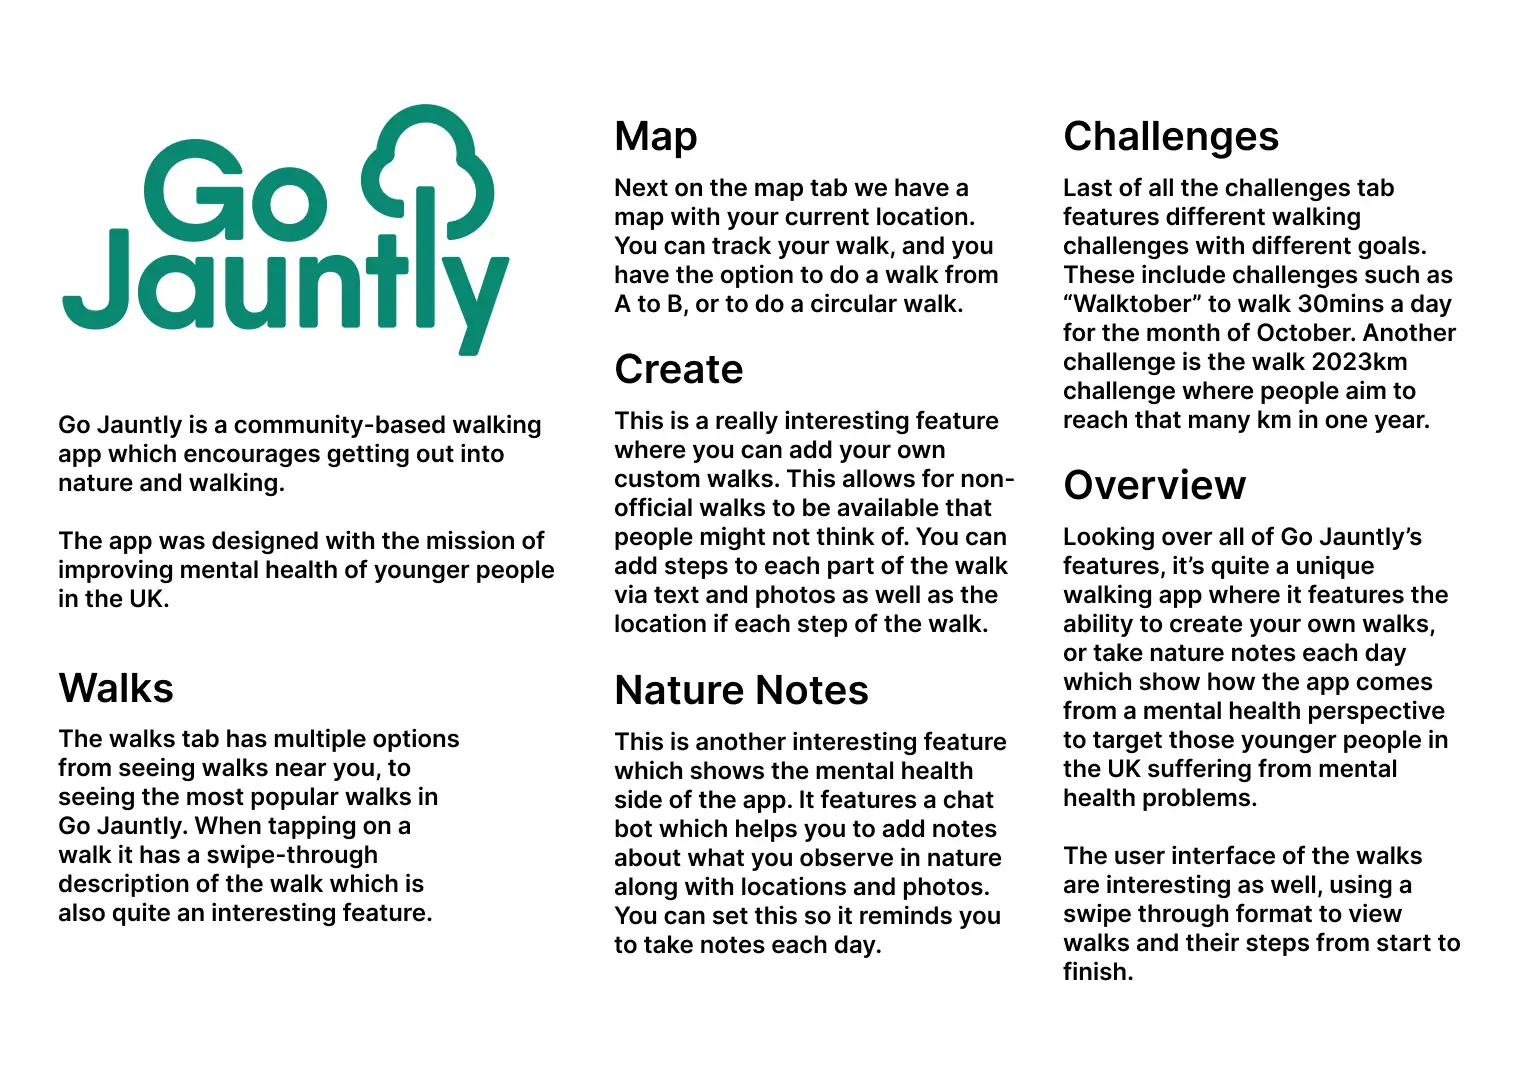 Go
Jauntly
Go Jauntly is a community-based walking
app which encourages getting out into
nature and walking.
The app was designed with the mission of
improving mental health of younger people
in the UK.
Walks
The walks tab has multiple options
from seeing walks near you, to
seeing the most popular walks in
Go Jauntly. When tapping on a
walk it has a swipe-through
description of the walk which is
also quite an interesting feature.
Map
Next on the map tab we have a
map with your current location.
You can track your walk, and you
have the option to do a walk from
A to B, or to do a circular walk.
Create
This is a really interesting feature
where you can add your own
custom walks. This allows for non-
official walks to be available that
people might not think of. You can
add steps to each part of the walk
via text and photos as well as the
location if each step of the walk.
Nature Notes
This is another interesting feature
which shows the mental health
side of the app. It features a chat
bot which helps you to add notes
about what you observe in nature
along with locations and photos.
You can set this so it reminds you
to take notes each day.
Challenges
Last of all the challenges tab
features different walking
challenges with different goals.
These include challenges such as
“Walktober” to walk 30mins a day
for the month of October. Another
challenge is the walk 2023km
challenge where people aim to
reach that many km in one year.
Overview
Looking over all of Go Jauntly’s
features, it’s quite a unique
walking app where it features the
ability to create your own walks,
or take nature notes each day
which show how the app comes
from a mental health perspective
to target those younger people in
the UK suffering from mental
health problems.
The user interface of the walks
are interesting as well, using a
swipe through format to view
walks and their steps from start to
finish.